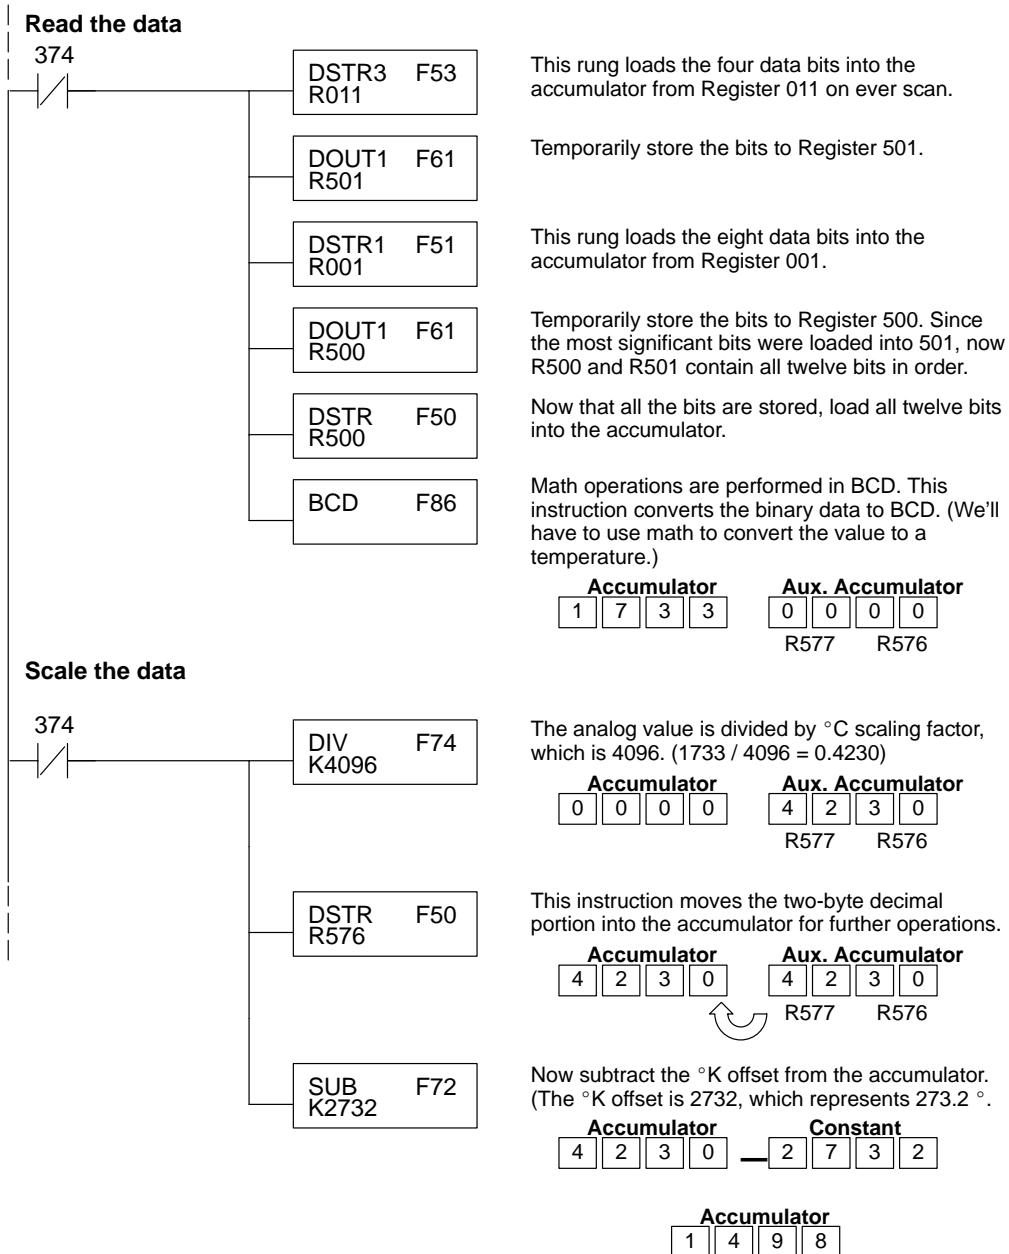 Read the data
374
DSTR3 F53
R011
This rung loads the four data bits into the
accumulator from Register 011 on ever scan.
DOUT1 F61
R501
Temporarily store the bits to Register 501.
DSTR1 F51
R001
This rung loads the eight data bits into the
accumulator from Register 001.
DOUT1 F61
R500
Temporarily store the bits to Register 500. Since
the most significant bits were loaded into 501, now
R500 and R501 contain all twelve bits in order.
DSTR F50
R500
Now that all the bits are stored, load all twelve bits
into the accumulator.
BCD F86
Math operations are performed in BCD. This
instruction converts the binary data to BCD. (We'll
have to use math to convert the value to a
temperature.)
Accumulator Aux. Accumulator
1 7 3 3 0 0 0 0
R577 R576
Scale the data
374
DIV F74
K4096
The analog value is divided by °C scaling factor,
which is 4096. (1733 / 4096 = 0.4230)
Accumulator Aux. Accumulator
0 0 0 0 4 2 3 0
R577 R576
DSTR F50
R576
This instruction moves the two-byte decimal
portion into the accumulator for further operations.
Accumulator Aux. Accumulator
4 2 3 0 4 2 3 0
R577 R576
SUB F72
K2732
Now subtract the °K offset from the accumulator.
(The °K offset is 2732, which represents 273.2 °.
Accumulator Constant
4 2 3 0 – 2 7 3 2
Accumulator
1 4 9 8